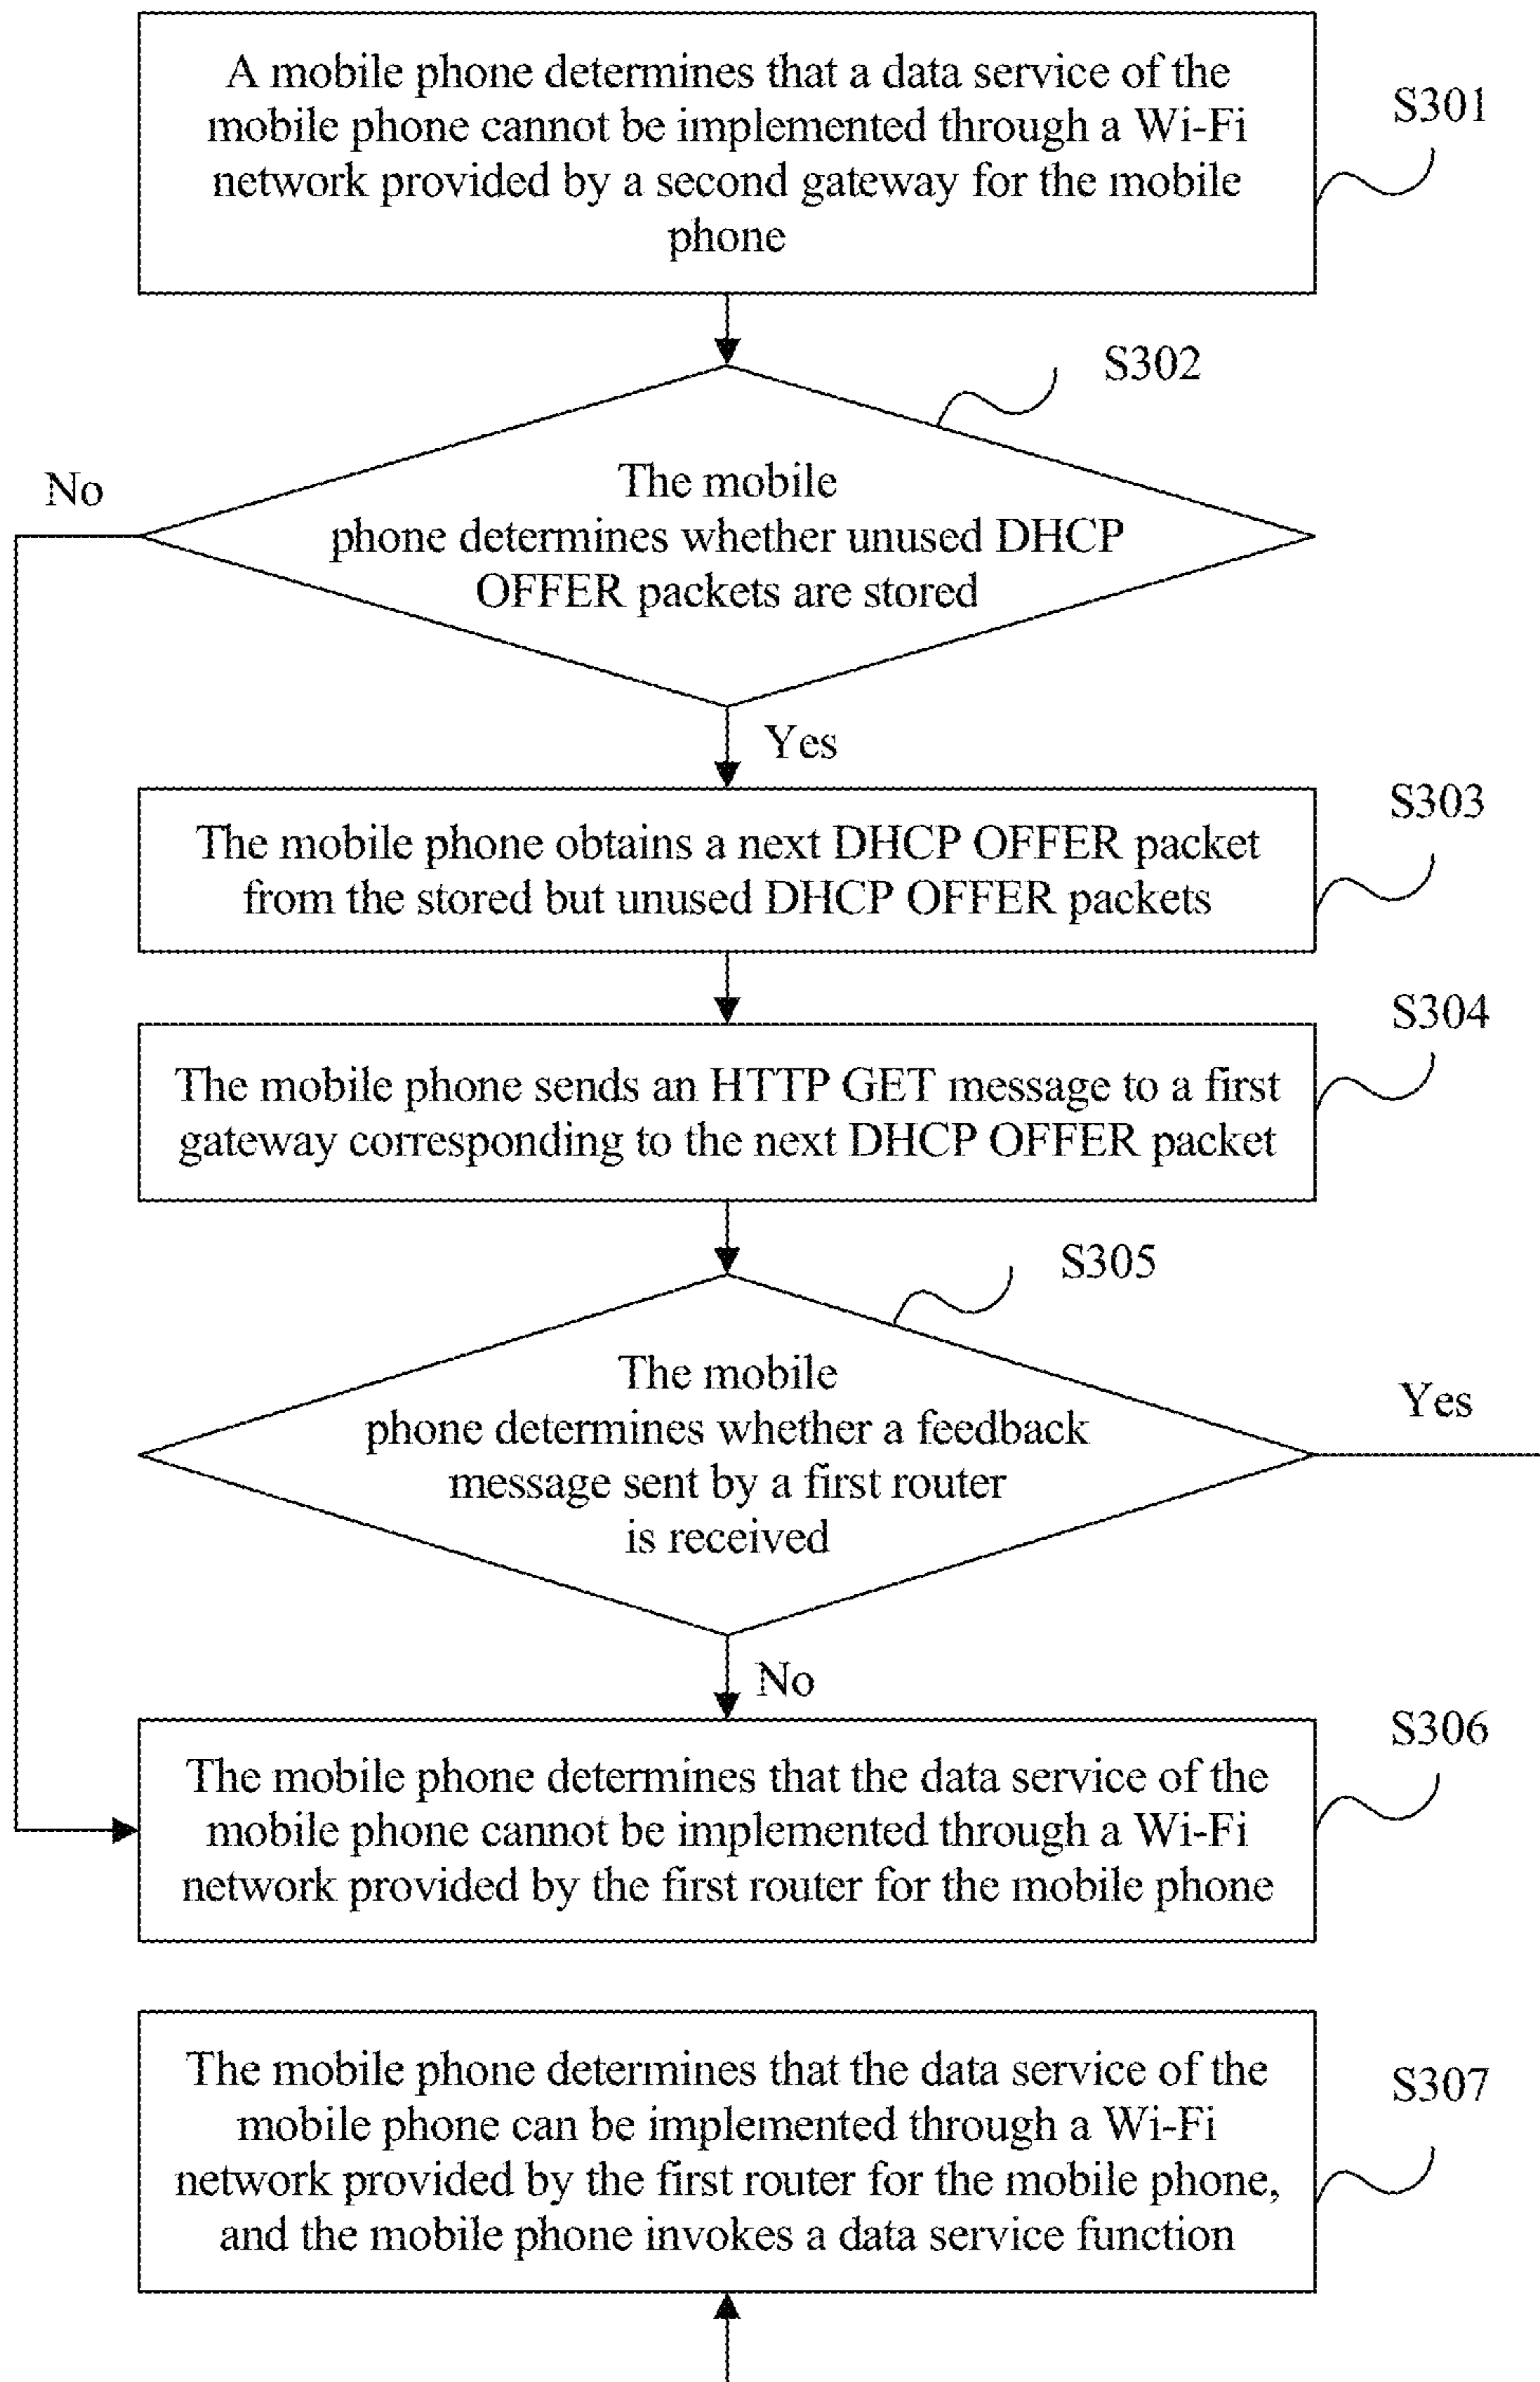 A mobile phone determines that a data service of the
mobile phone cannot be implemented through a Wi-Fi
network provided by a second gateway for the mobile
phone
S301
S302
No
The mobile
phone determines whether unused DHCP
OFFER packets are stored
Yes
S303
The mobile phone obtains a next DHCP OFFER packet
from the stored but unused DHCP OFFER packets
S304
The mobile phone sends an HTTP GET message to a first
gateway corresponding to the next DHCP OFFER packet
S305
The mobile
phone determines whether a feedback
message sent by a first router
is received
Yes
No
S306
The mobile phone determines that the data service of the
mobile phone cannot be implemented through a Wi-Fi
network provided by the first router for the mobile phone
The mobile phone determines that the data service of the
mobile phone can be implemented through a Wi-Fi
network provided by the first router for the mobile phone,
and the mobile phone invokes a data service function
S307